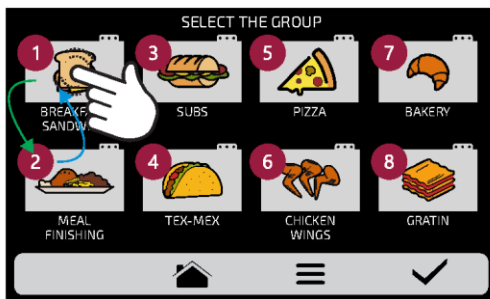 SELECT THE GROUP
1
3
5
7
SUBS
PIZZA
BAKERY
2
4
6
8
MEAL
FINISHING
TEX-MEX
CHICKEN
WINGS
GRATIN